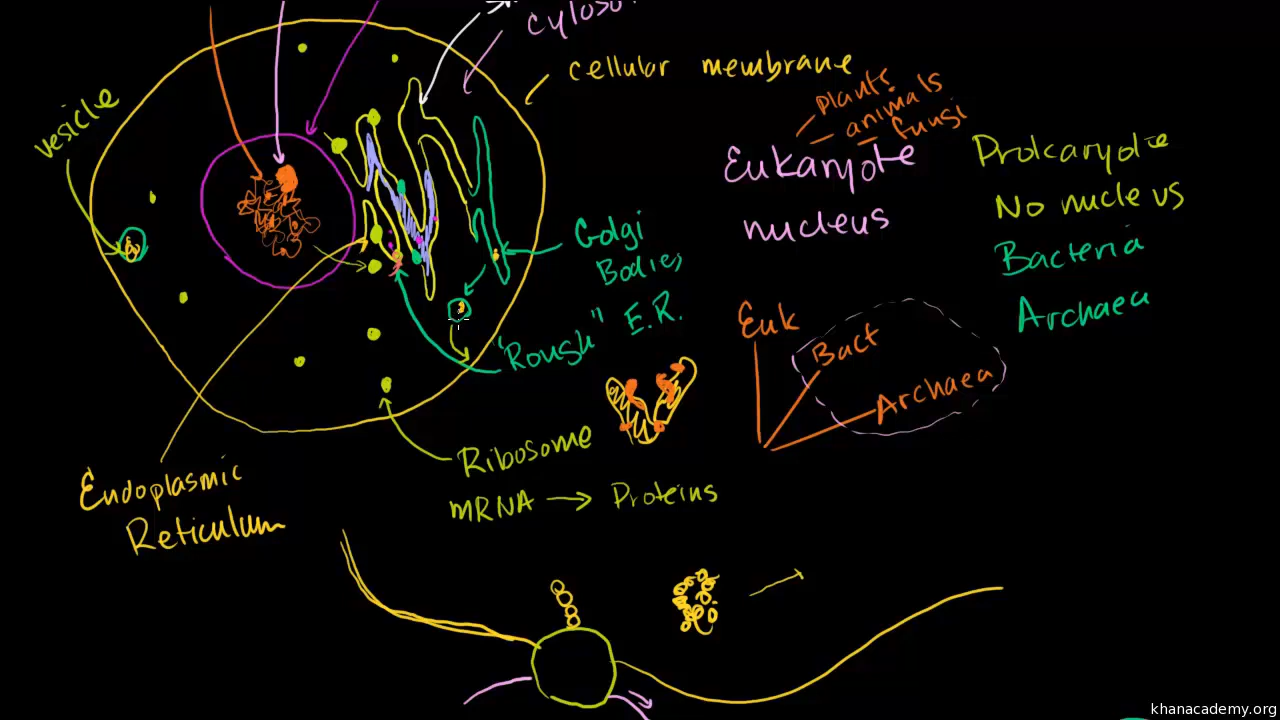 cytoso
cellular membrane
plants
animals
fungi
vesicle
Eukaryote
nucleus
Prokaryote
No nucleus
Bacteria
Archaea
Golgi
Bodies
"Rough" E.R.
Euk
Bact
Archaea
Ribosome
mRNA → Proteins
Endoplasmic
Reticulum
khanacademy.org